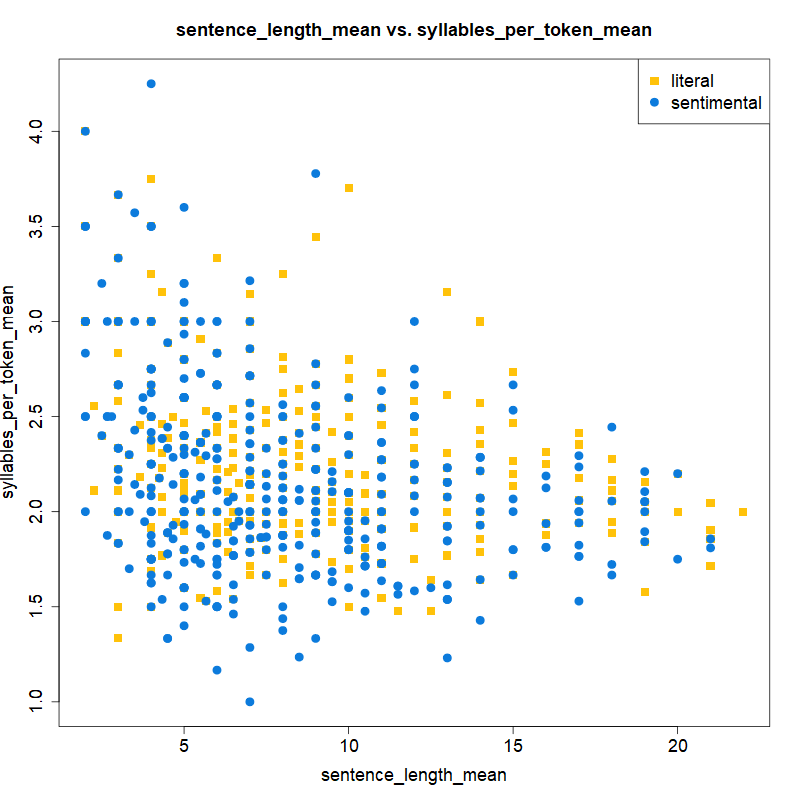 sentence_length_mean vs. syllables_per_token_mean
literal
sentimental
syllables_per_token_mean
4.0
3.5
3.0
2.5
2.0
1.5
1.0
5
10
15
20
sentence_length_mean